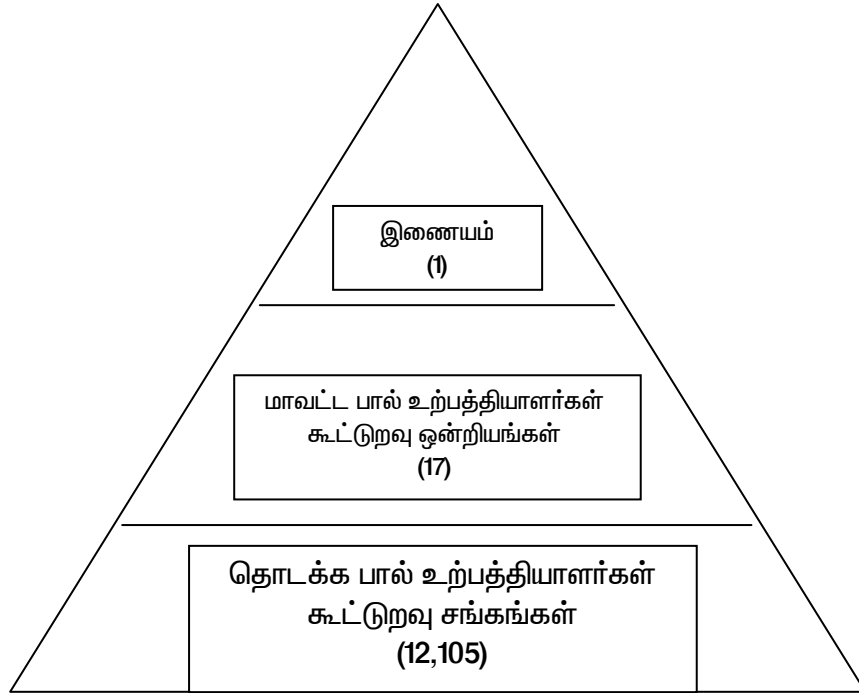 இணையம்
(1)
மாவட்ட பால் உற்பத்தியாளர்கள்
கூட்டுறவு ஒன்றியங்கள்
(17)
தொடக்க பால் உற்பத்தியாளர்கள்
கூட்டுறவு சங்கங்கள்
(12,105)